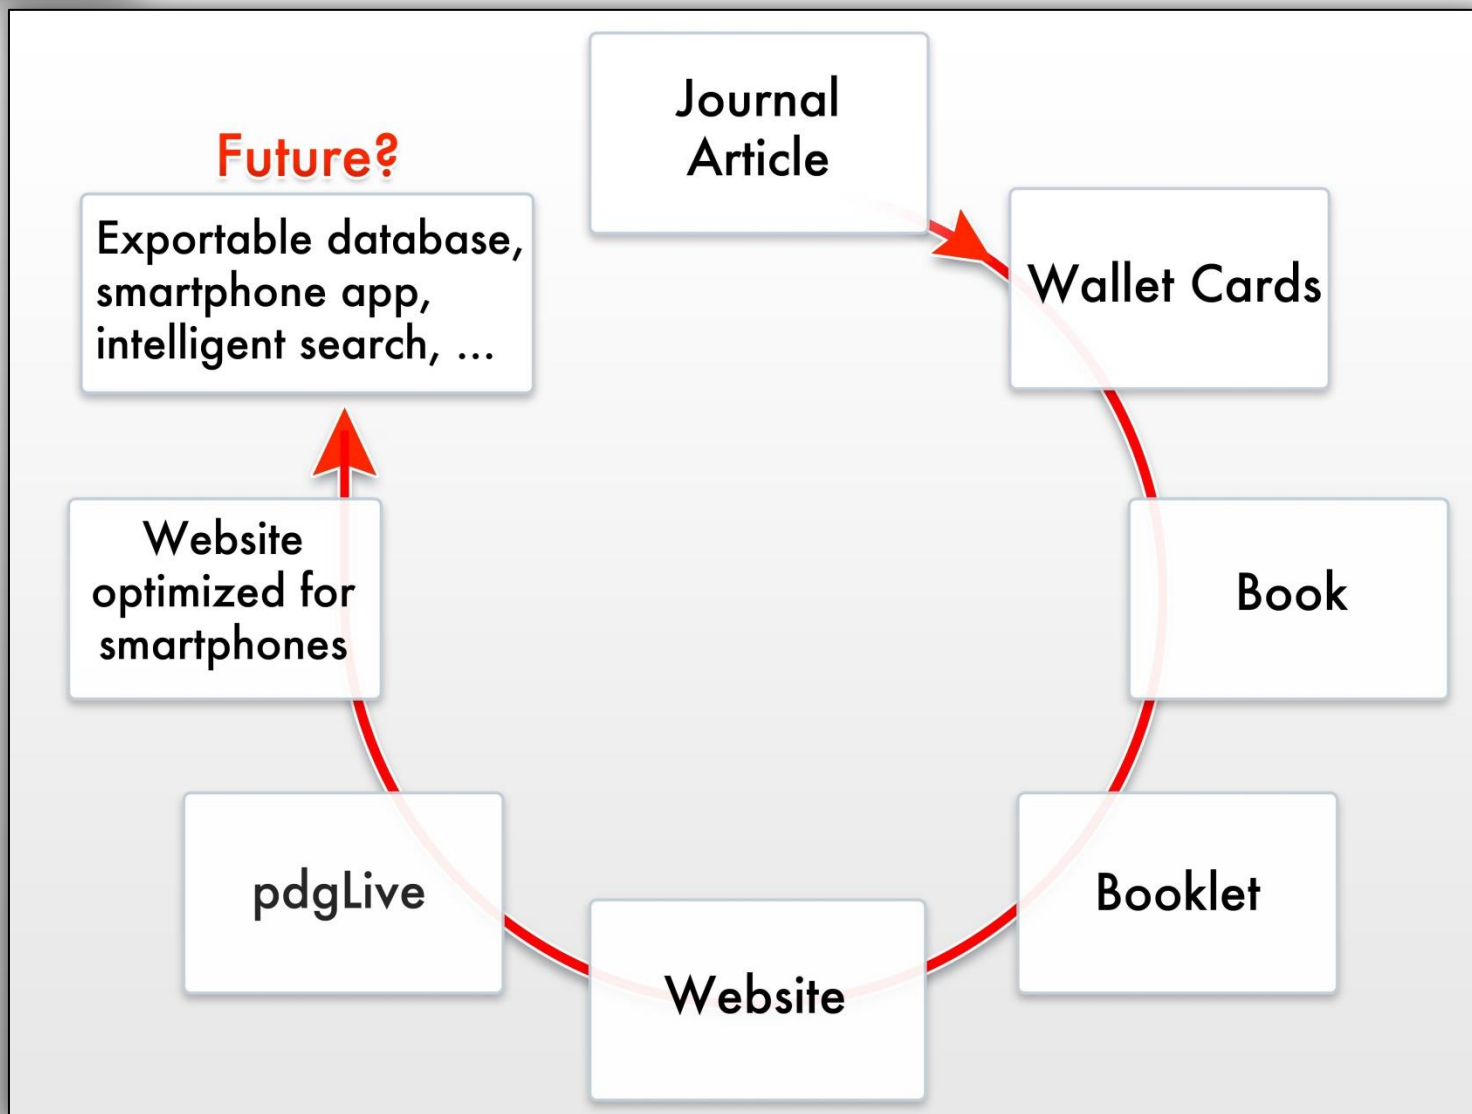 Journal
Article
Wallet Cards
Book
Booklet
Website
pdgLive
Website
optimized for
smartphones
Future?
Exportable database,
smartphone app,
intelligent search, ...